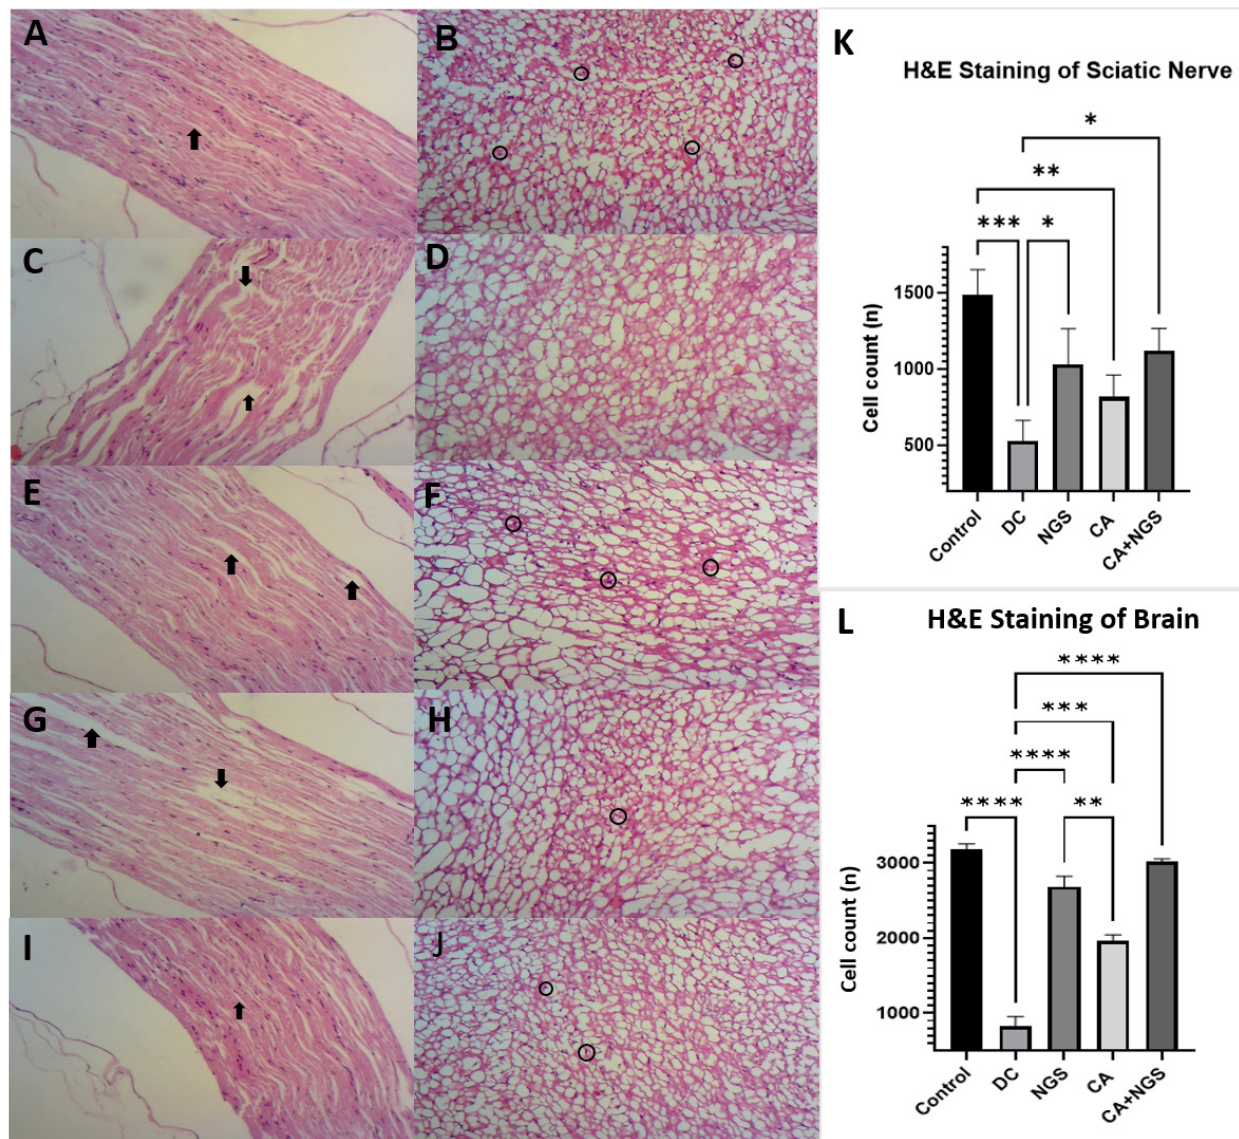 A
B
C
D
E
F
G
H
I
J
K
H&E Staining of Sciatic Nerve
*
**
***
*
1500
1000
500
Cell count (n)
Control
DC
NGS
CA
CA+NGS
L
H&E Staining of Brain
****
***
****
****
**
3000
2000
1000
Cell count (n)
Control
DC
NGS
CA
CA+NGS